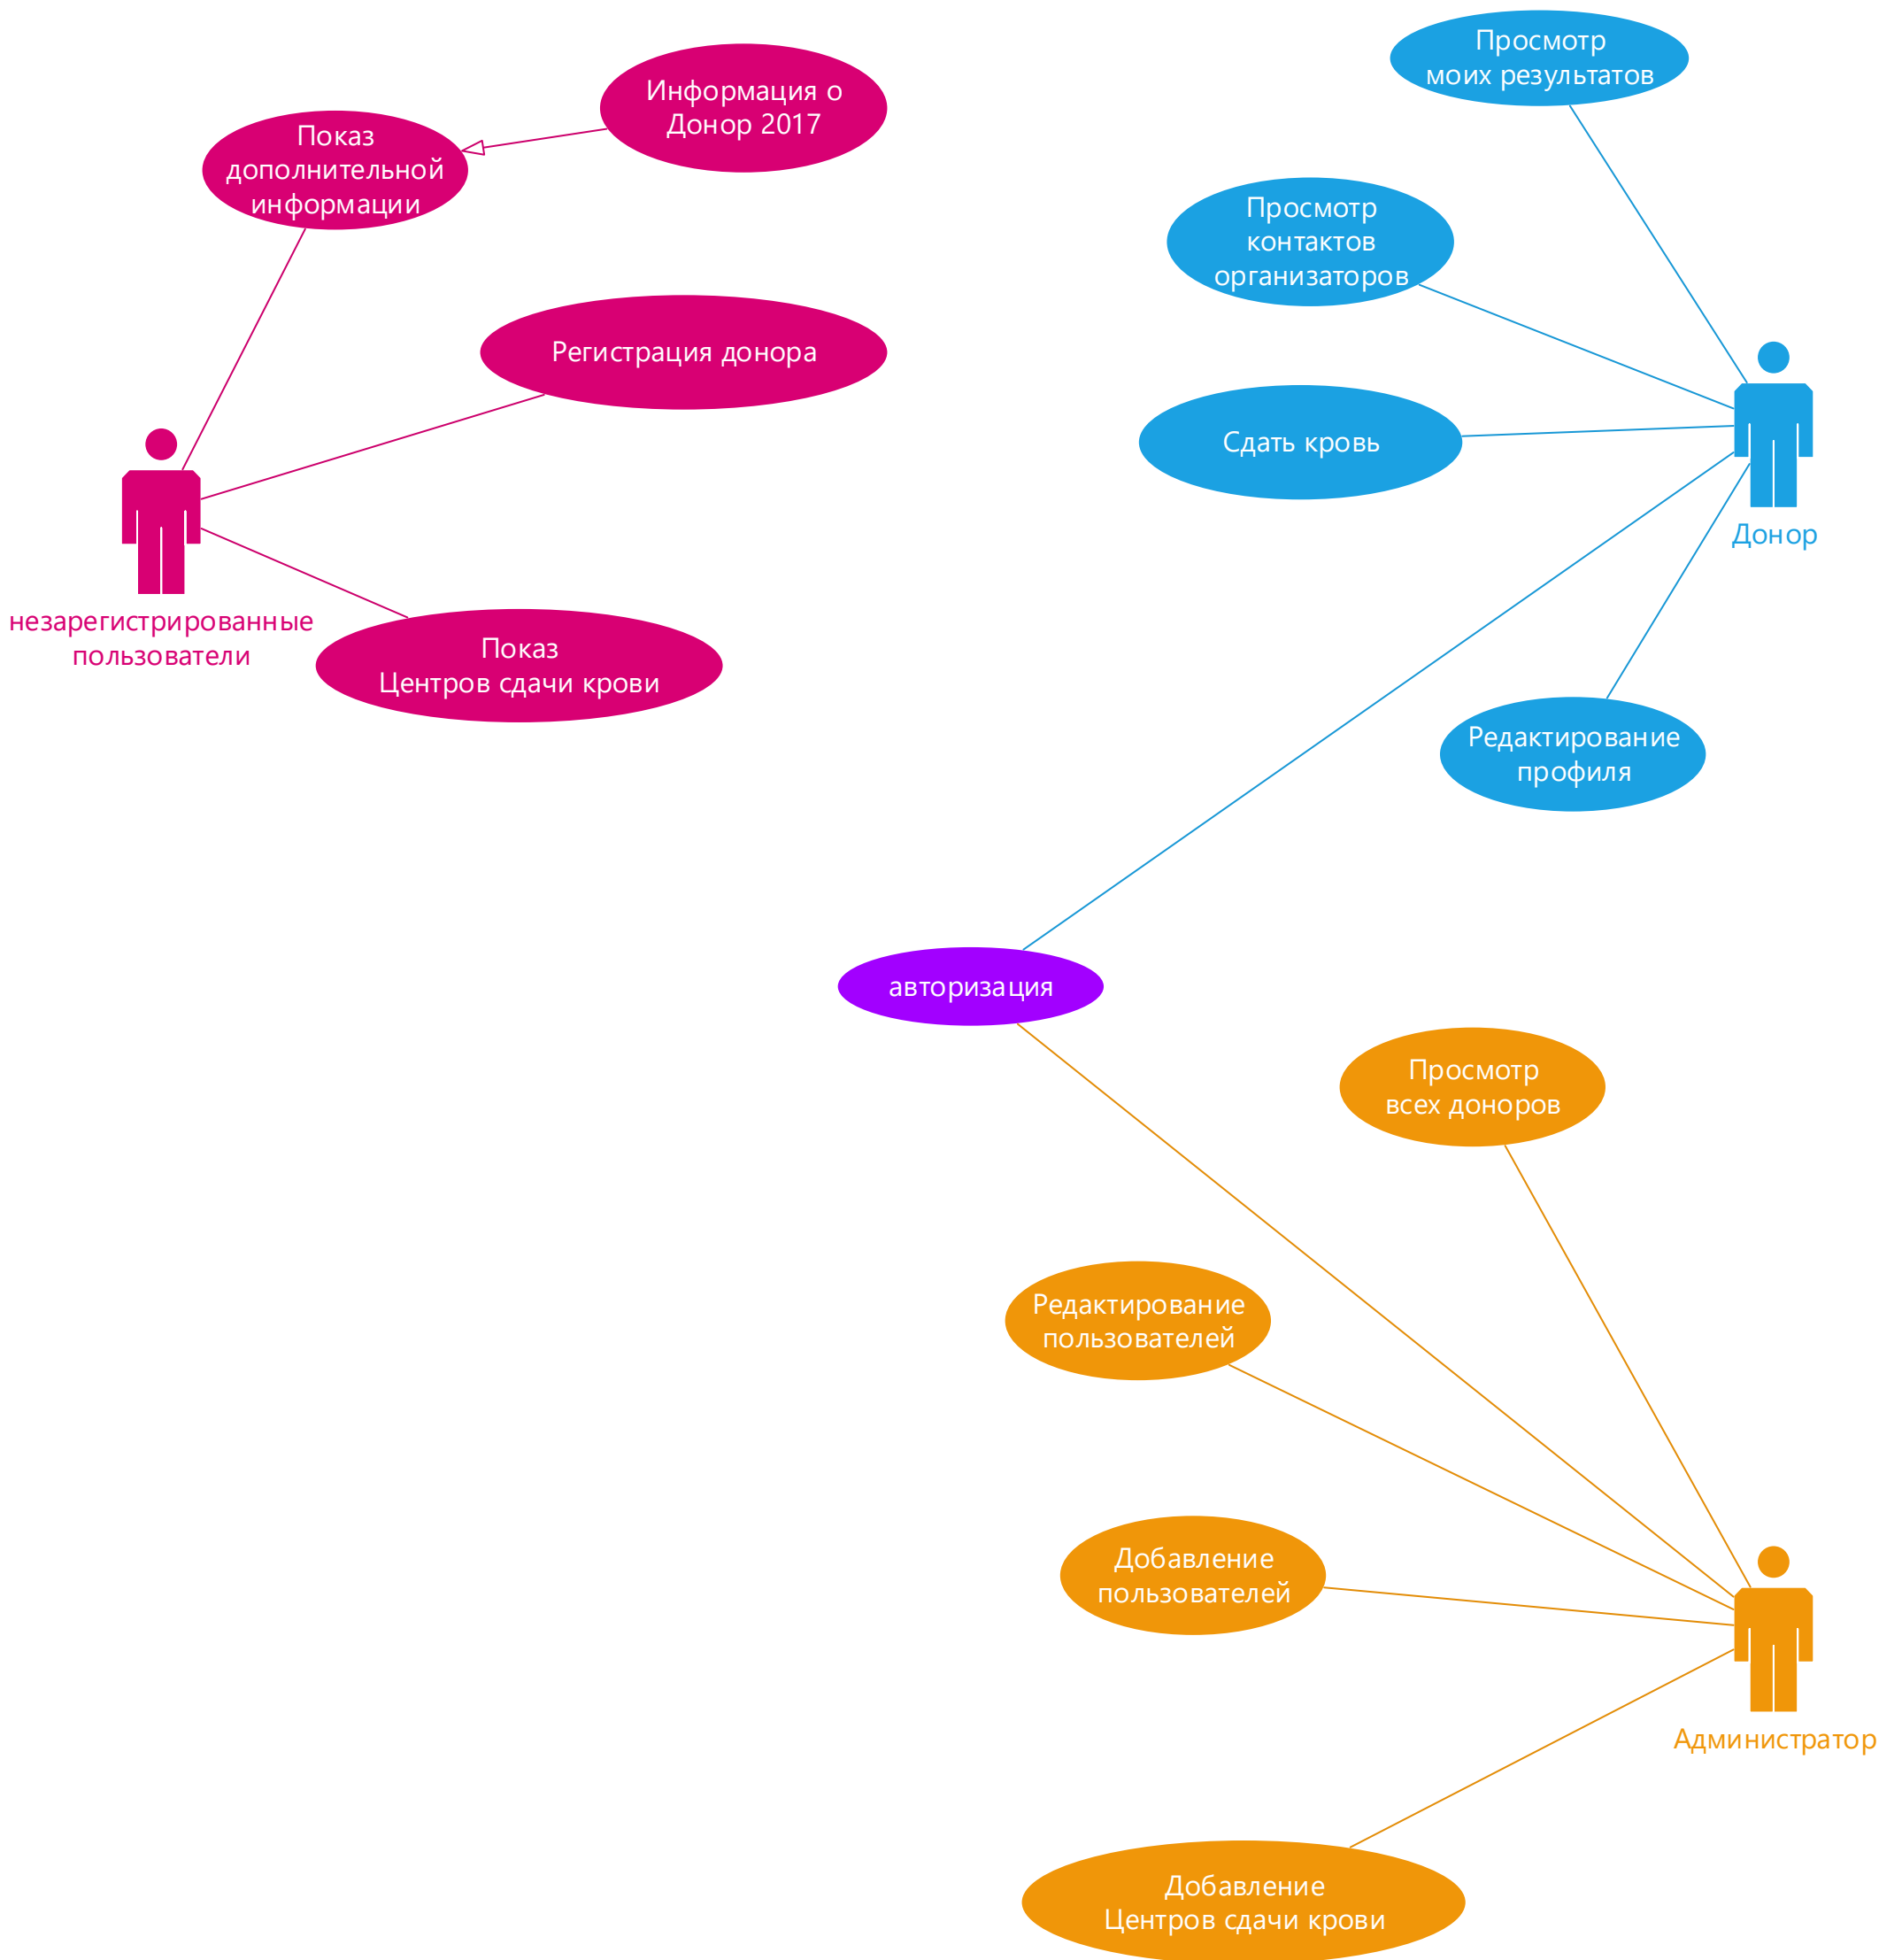 Просмотр
моих результатов
Информация о
Донор 2017
Показ
дополнительной
информации
Просмотр
контактов
организаторов
Регистрация донора
Сдать кровь
Донор
незарегистрированные
пользователи
Показ
Центров сдачи крови
Редактирование
профиля
авторизация
Просмотр
всех доноров
Редактирование
пользователей
Добавление
пользователей
Администратор
Добавление
Центров сдачи крови